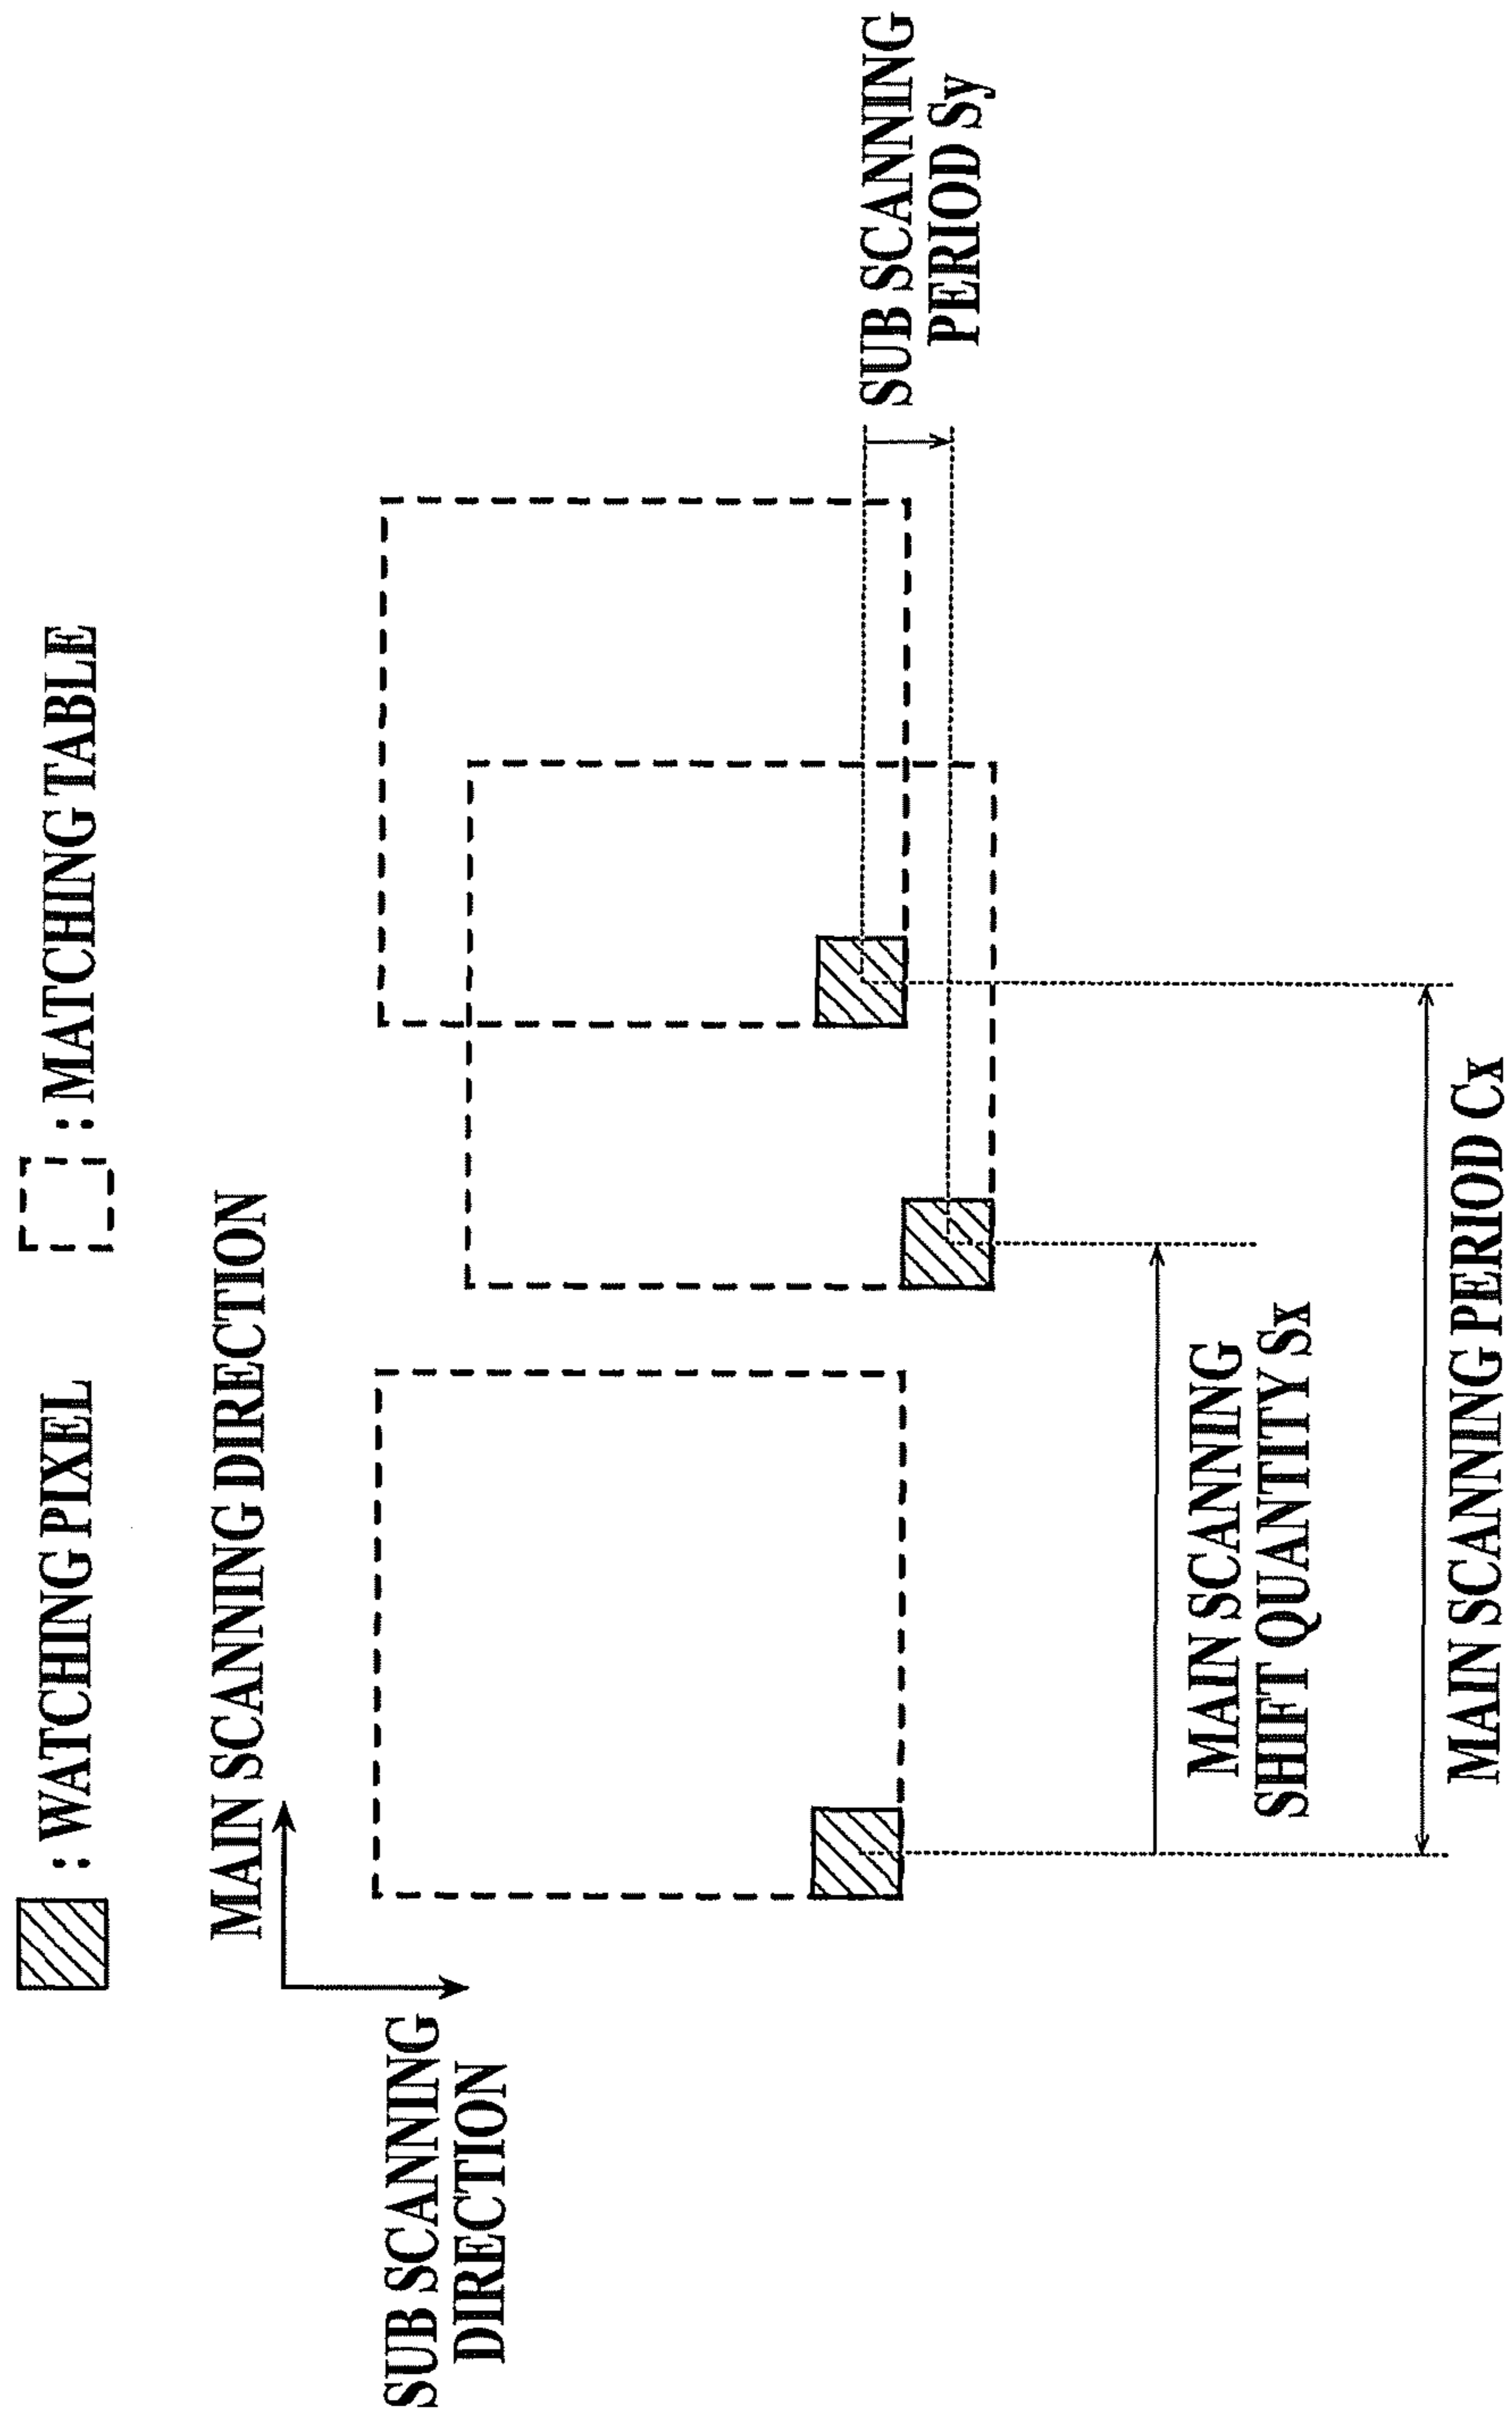 : WATCHING PIXEL
: MATCHING TABLE
MAIN SCANNING DIRECTION
SUB SCANNING
DIRECTION
SUB SCANNING
PERIOD Sy
MAIN SCANNING
SHIFT QUANTITY Sx
MAIN SCANNING PERIOD Cx